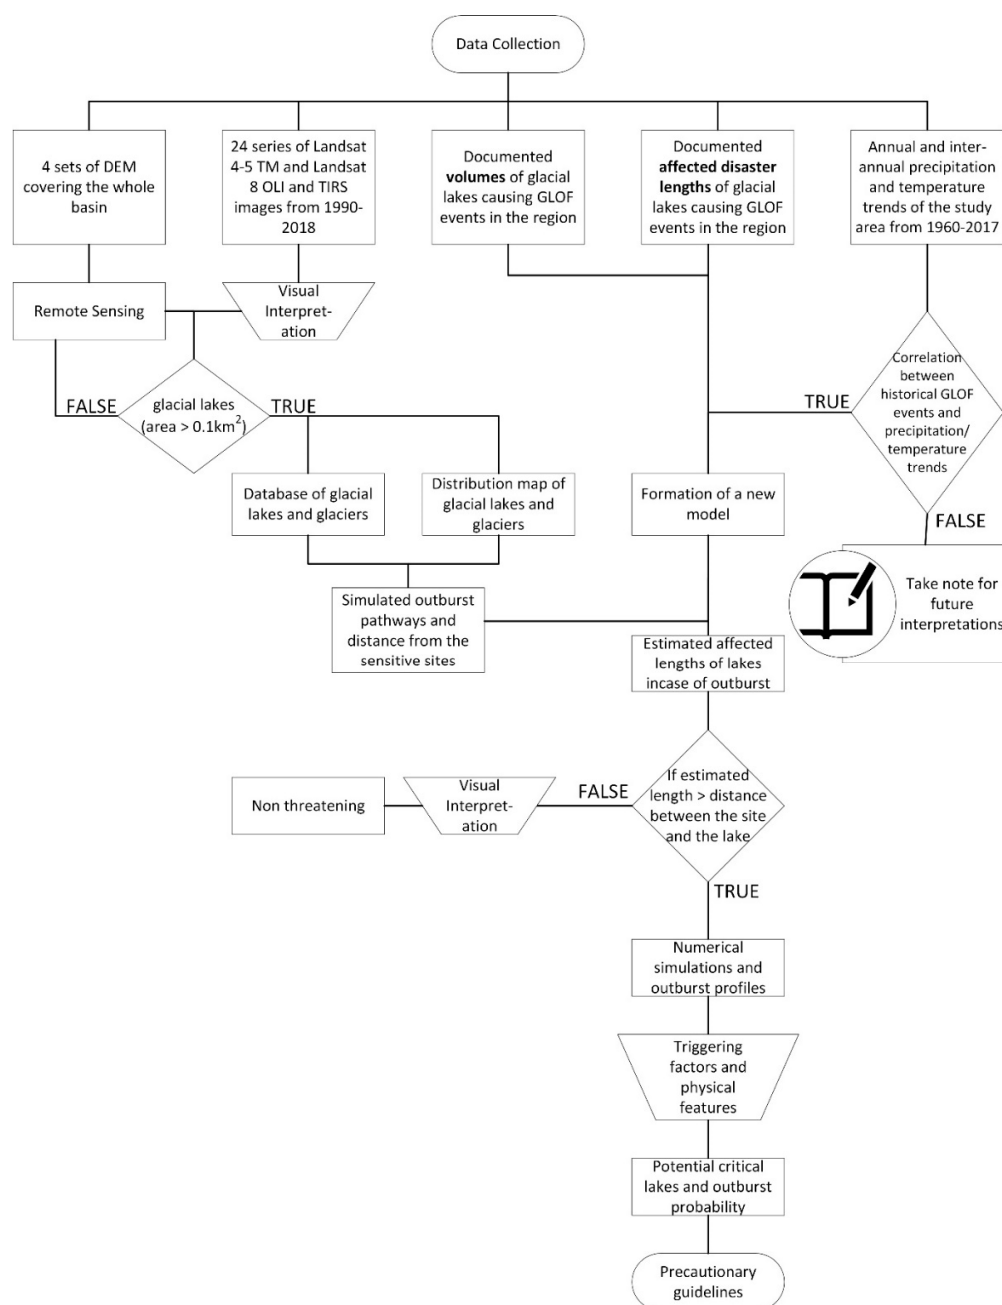 Data Collection
4 sets of DEM
covering the whole
basin
24 series of Landsat
4-5 TM and Landsat
8 OLI and TIRS
images from 1990-
2018
Documented
volumes of glacial
lakes causing GLOF
events in the region
Documented
affected disaster
lengths of glacial
lakes causing GLOF
events in the region
Annual and inter-
annual precipitation
and temperature
trends of the study
area from 1960-2017
Remote Sensing
Visual
Interpret-
ation
Correlation
between
historical GLOF
events and
precipitation/
temperature
trends
FALSE
glacial lakes
(area > 0.1km²)
TRUE
TRUE
Database of glacial
lakes and glaciers
Distribution map of
glacial lakes and
glaciers
Formation of a new
model
FALSE
Take note for
future
interpretations
Simulated outburst
pathways and
distance from the
sensitive sites
Estimated affected
lengths of lakes
incase of outburst
Non threatening
Visual
Interpret-
ation
FALSE
If estimated
length > distance
between the site
and the lake
TRUE
Numerical
simulations and
outburst profiles
Triggering
factors and
physical
features
Potential critical
lakes and outburst
probability
Precautionary
guidelines